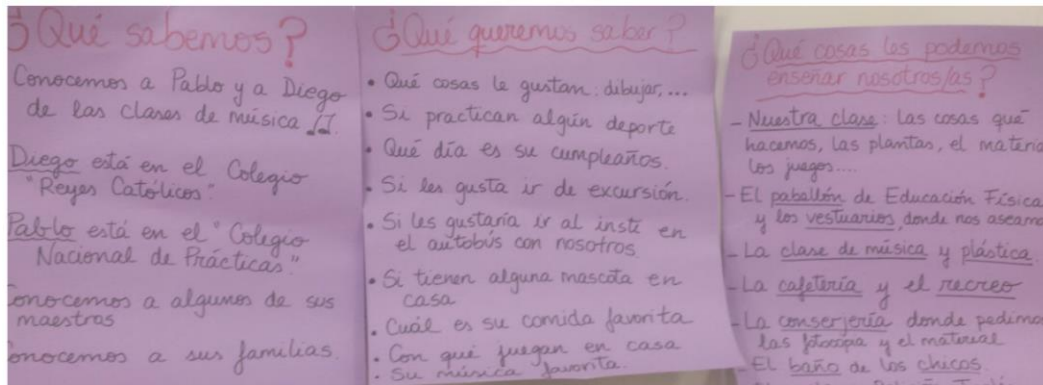 ¿Qué sabemos?
Conocemos a Pablo y a Diego
de las clases de música ♫.
Diego está en el Colegio
"Reyes Católicos".
Pablo está en el "Colegio
Nacional de Prácticas."
Conocemos a algunos de sus
maestros
Conocemos a sus familias.
¿Qué queremos saber?
• Qué cosas le gustan: dibujar, ...
• Si practican algún deporte
• Qué día es su cumpleaños.
• Si les gusta ir de excursión.
• Si les gustaría ir al insti en
el autobús con nosotros.
• Si tienen alguna mascota en
casa
• Cuál es su comida favorita
• Con qué juegan en casa
• Su música favorita.
¿Qué cosas les podemos
enseñar nosotros/as?
- Nuestra clase: las cosas qué
hacemos, las plantas, el materia
los juegos....
- El pabellón de Educación Física
y los vestuarios, donde nos aseamo
- La clase de música y plástica.
- La cafetería y el recreo
- La conserjería donde pedimo
las fotocopia y el material
- El baño de los chicos.